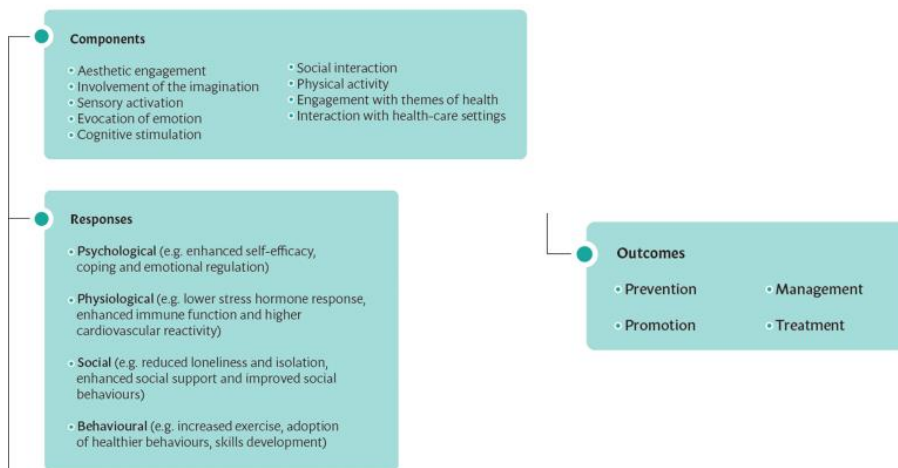 Components
• Aesthetic engagement
• Involvement of the imagination
• Sensory activation
• Evocation of emotion
• Cognitive stimulation
• Social interaction
• Physical activity
• Engagement with themes of health
• Interaction with health-care settings
Responses
• Psychological (e.g. enhanced self-efficacy,
coping and emotional regulation)
• Physiological (e.g. lower stress hormone response,
enhanced immune function and higher
cardiovascular reactivity)
• Social (e.g. reduced loneliness and isolation,
enhanced social support and improved social
behaviours)
• Behavioural (e.g. increased exercise, adoption
of healthier behaviours, skills development)
Outcomes
• Prevention
• Promotion
• Management
• Treatment